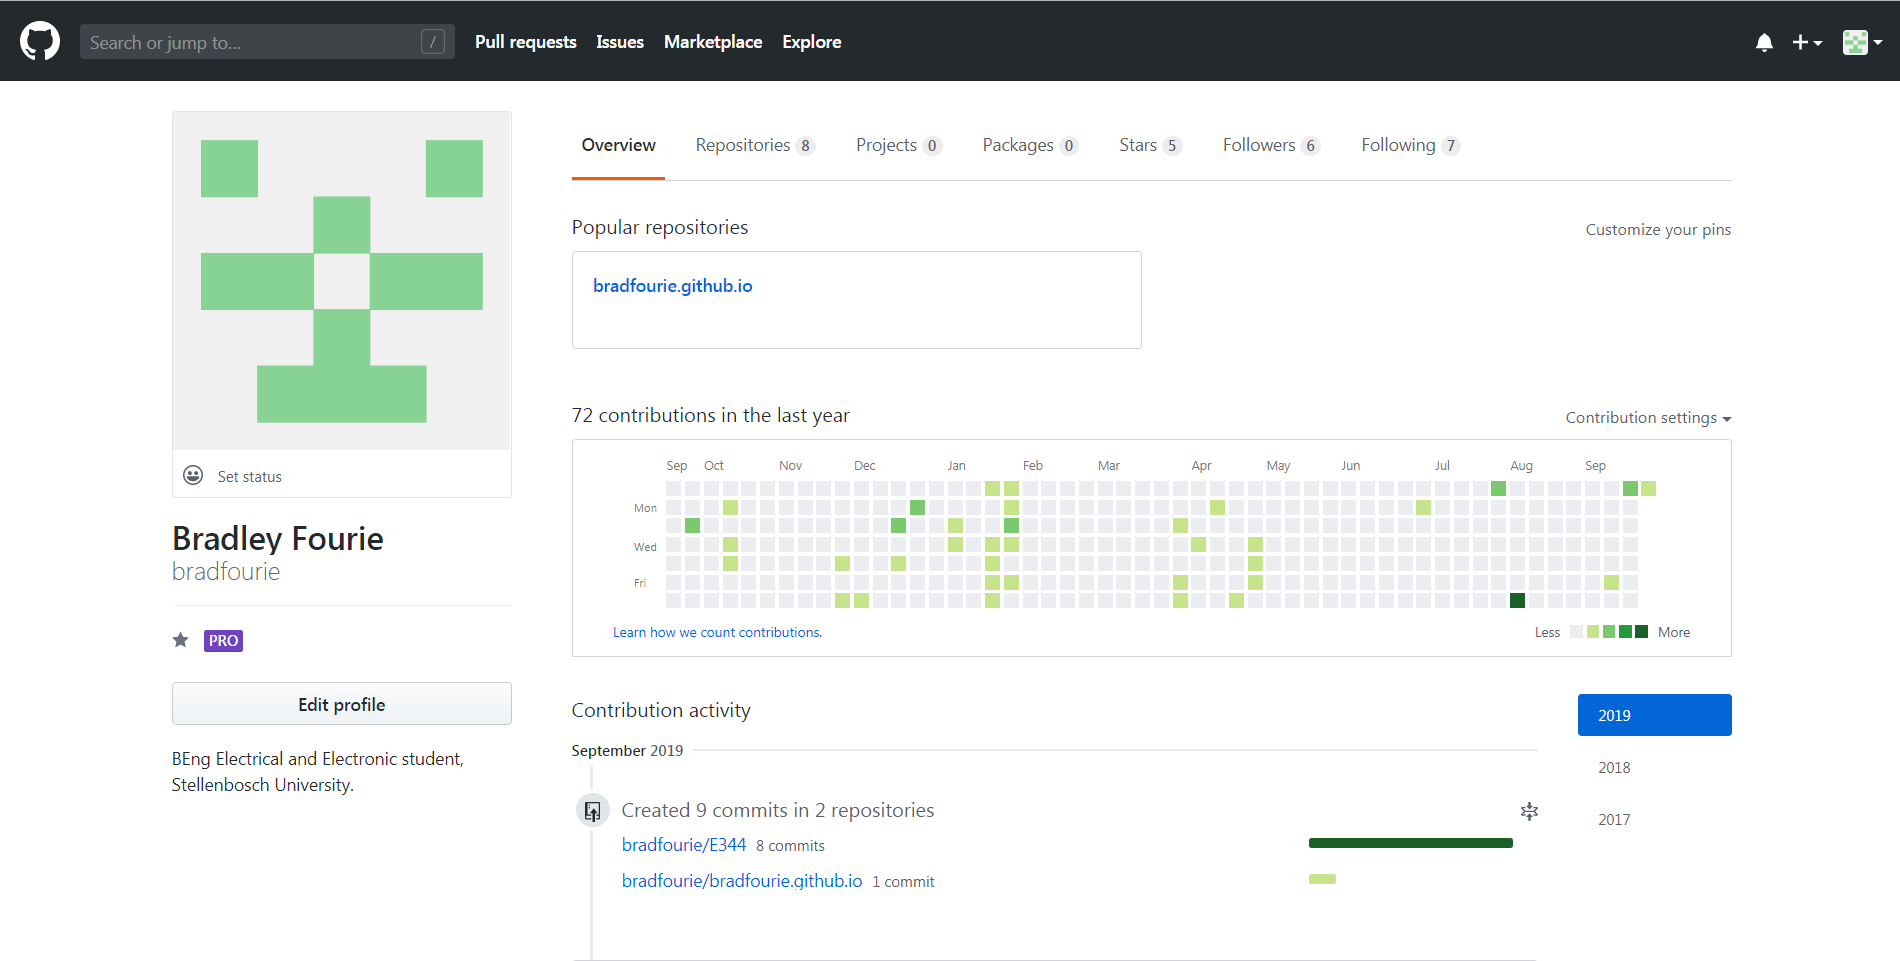 Search or jump to... /
Pull requests Issues Marketplace Explore
Overview Repositories 8 Projects 0 Packages 0 Stars 5 Followers 6 Following 7
Set status
Bradley Fourie
bradfourie
PRO
Edit profile
BEng Electrical and Electronic student,
Stellenbosch University.
Popular repositories Customize your pins
bradfourie.github.io
72 contributions in the last year Contribution settings
Sep Oct Nov Dec Jan Feb Mar Apr May Jun Jul Aug Sep
Mon
Wed
Fri
Learn how we count contributions. Less More
Contribution activity
September 2019
Created 9 commits in 2 repositories
bradfourie/E344 8 commits
bradfourie/bradfourie.github.io 1 commit
2019
2018
2017